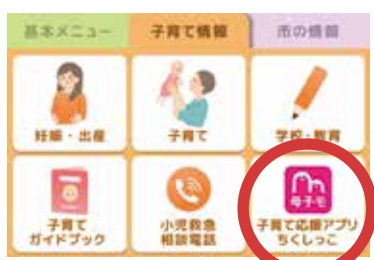 基本メニュー
子育て情報
市の情報
妊娠・出産
子育て
学校・教育
子育て
ガイドブック
小児救急
相談電話
母子モ
子育て応援アプリ
ちくしっこ